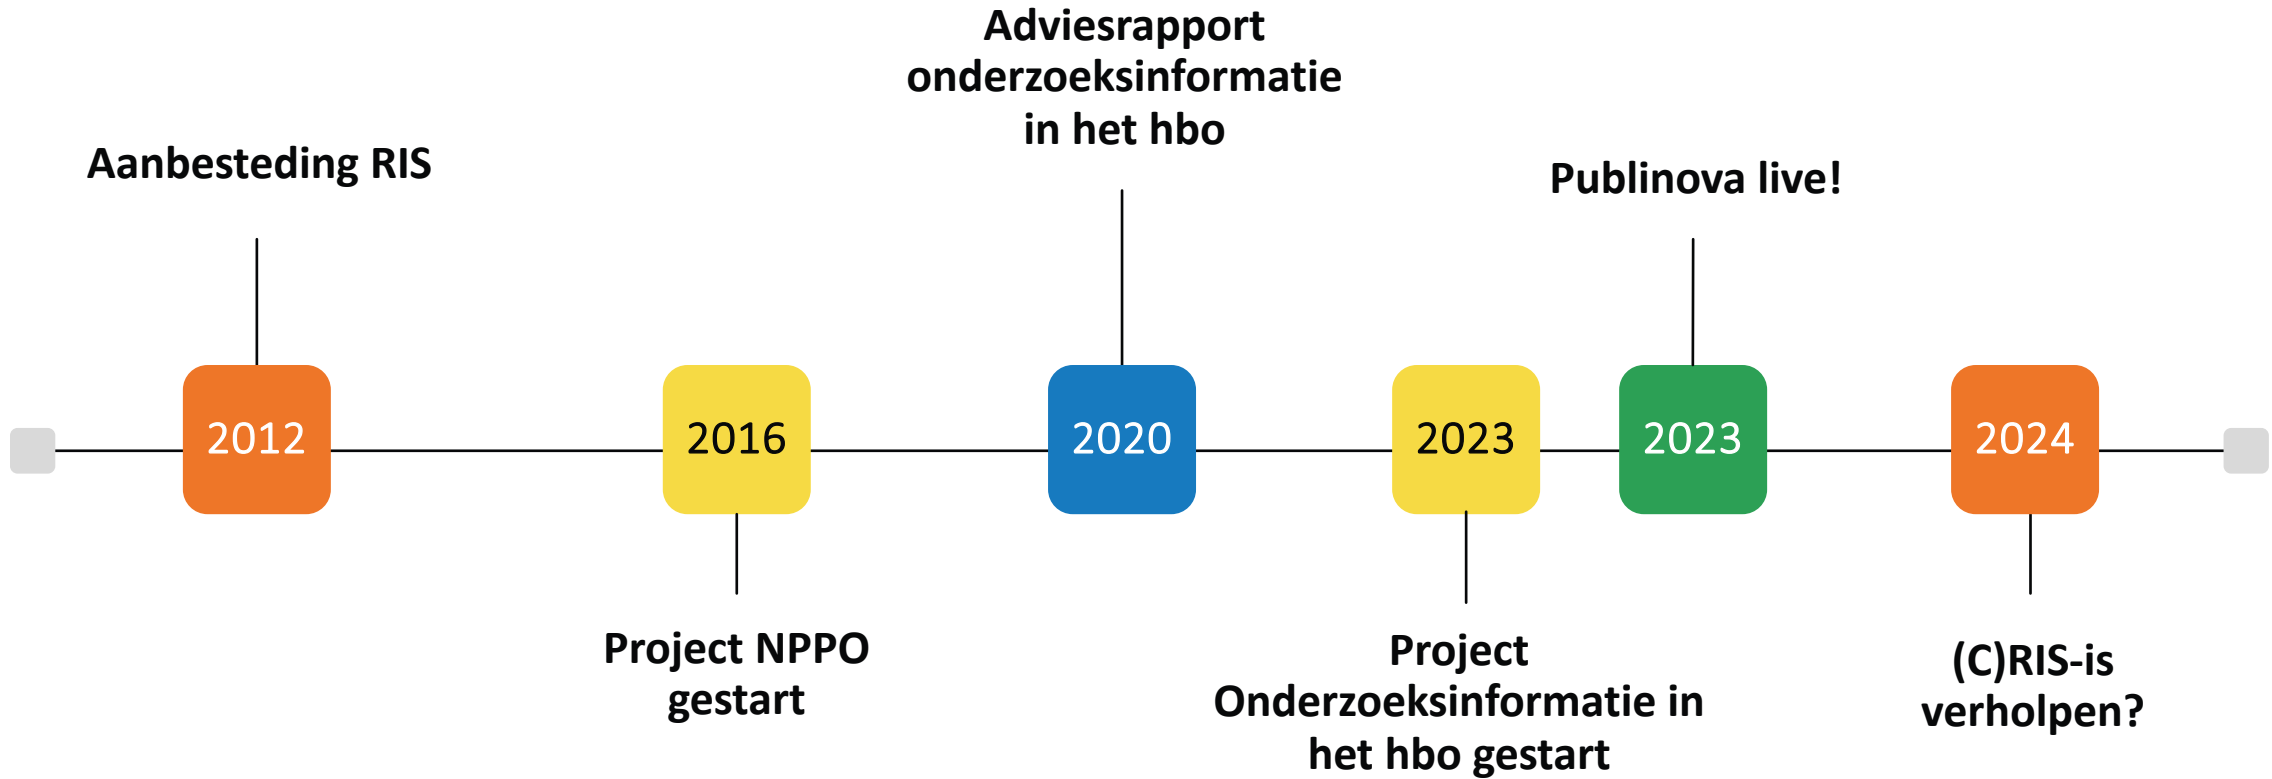 Adviesrapport
onderzoeksinformatie
in het hbo
Aanbesteding RIS
Publinova live!
2012
2016
2020
2023
2023
2024
Project NPPO
gestart
Project
Onderzoeksinformatie in
het hbo gestart
(C)RIS-is
verholpen?